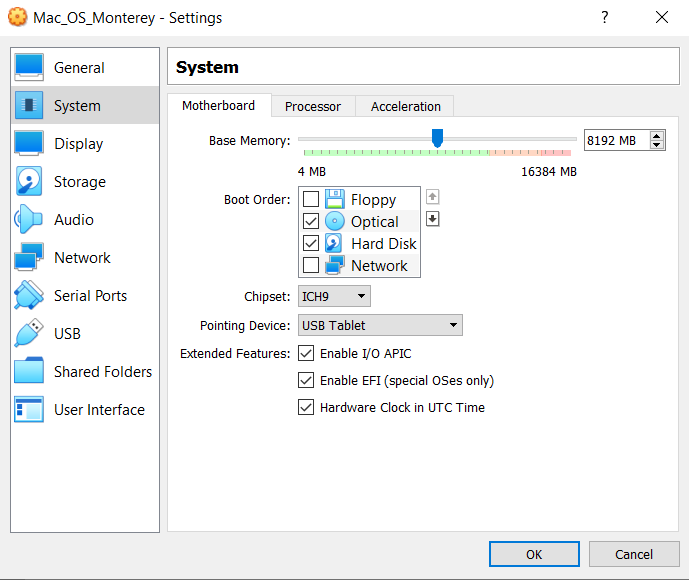 Mac_OS_Monterey - Settings
General
System
Display
Storage
Audio
Network
Serial Ports
USB
Shared Folders
User Interface
System
Motherboard Processor Acceleration
Base Memory: 8192 MB
4 MB 16384 MB
Boot Order: Floppy
Optical
Hard Disk
Network
Chipset: ICH9
Pointing Device: USB Tablet
Extended Features: Enable I/O APIC
Enable EFI (special OSes only)
Hardware Clock in UTC Time
OK Cancel